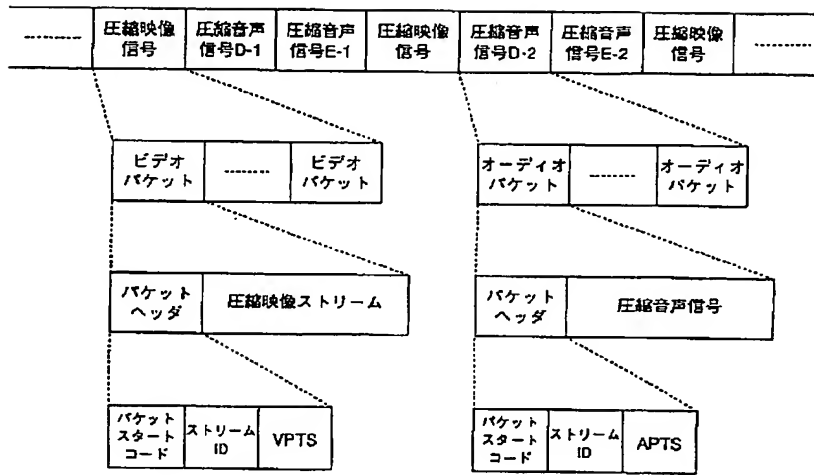 圧縮映像
信号
圧縮音声
信号D-1
圧縮音声
信号E-1
圧縮映像
信号
圧縮音声
信号D-2
圧縮音声
信号E-2
圧縮映像
信号
ビデオ
パケット
ビデオ
パケット
オーディオ
パケット
オーディオ
パケット
パケット
ヘッダ
圧縮映像ストリーム
パケット
ヘッダ
圧縮音声信号
パケット
スタート
コード
ストリーム
ID
VPTS
パケット
スタート
コード
ストリーム
ID
APTS